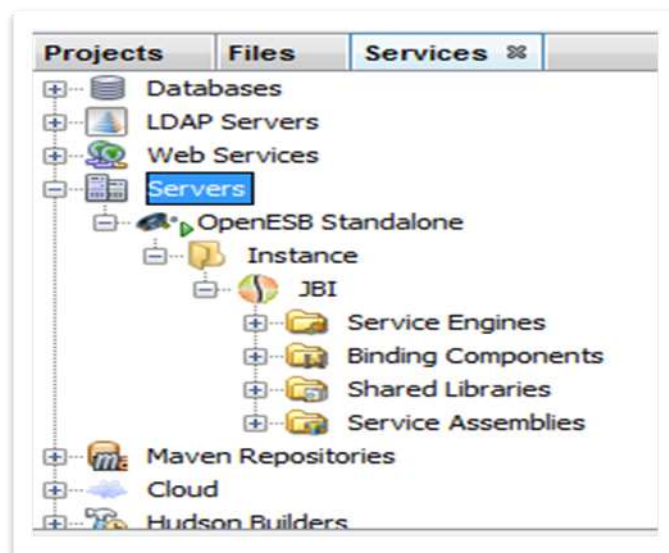 Projects Files Services
Databases
LDAP Servers
Web Services
Servers
OpenESB Standalone
Instance
JBI
Service Engines
Binding Components
Shared Libraries
Service Assemblies
Maven Repositories
Cloud
Hudson Builders